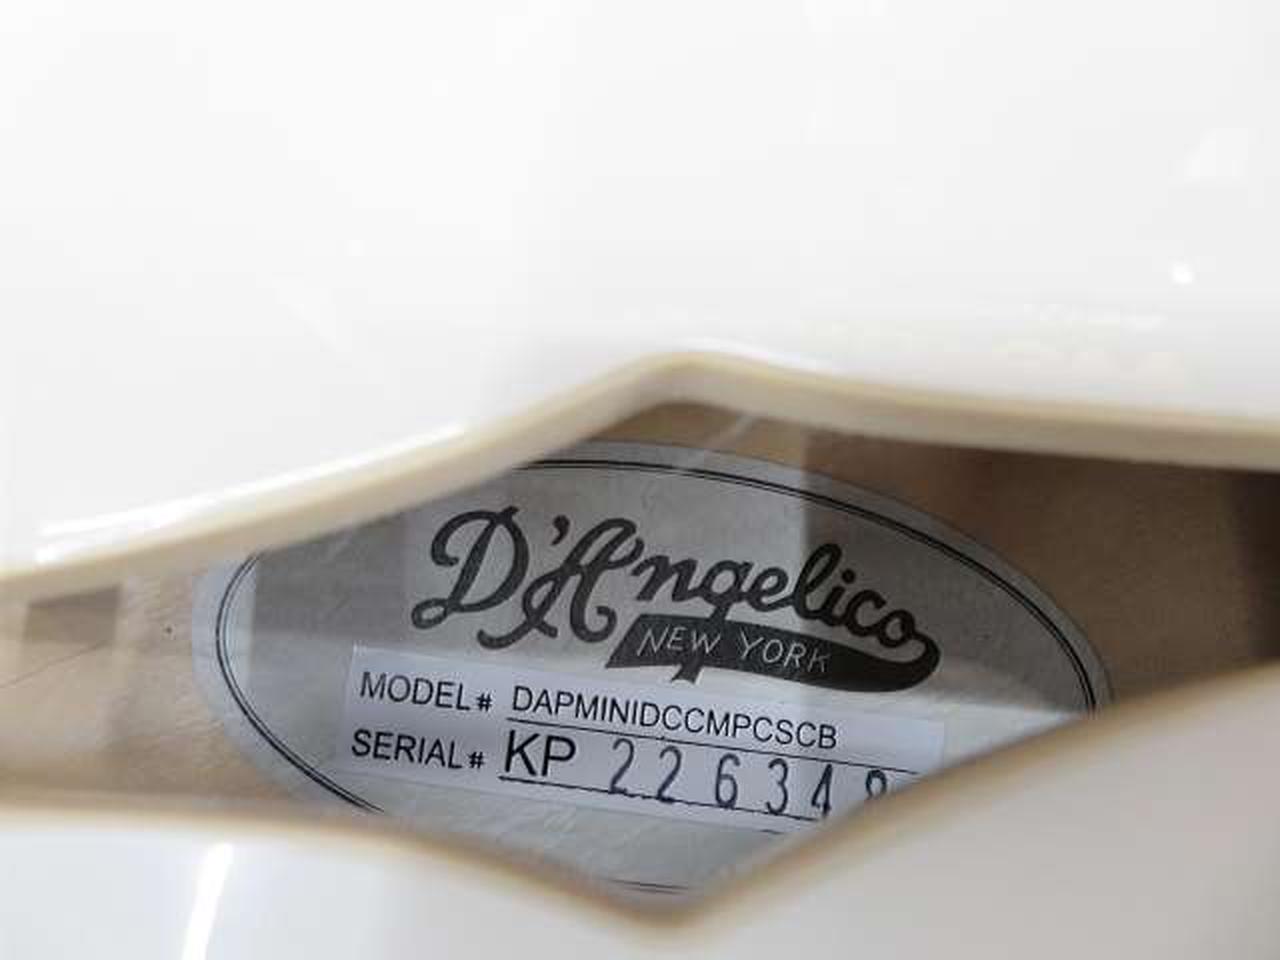 D'Angelico
NEW YORK
MODEL# DAPMINIDCCMPCSCB
SERIAL# KP 22634